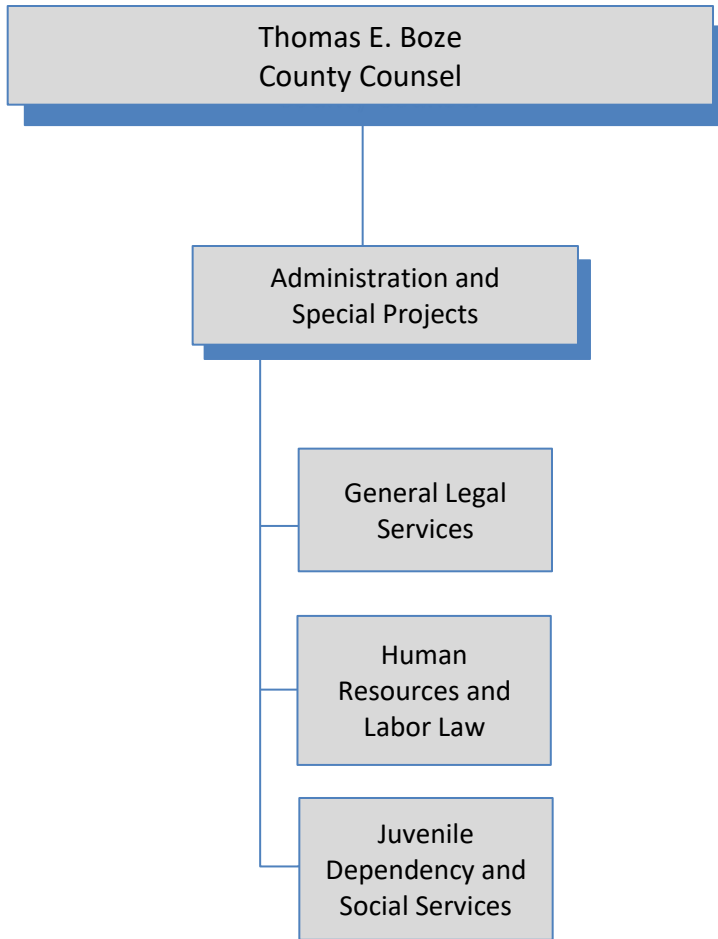 Thomas E. Boze
County Counsel
Administration and
Special Projects
General Legal
Services
Human
Resources and
Labor Law
Juvenile
Dependency and
Social Services